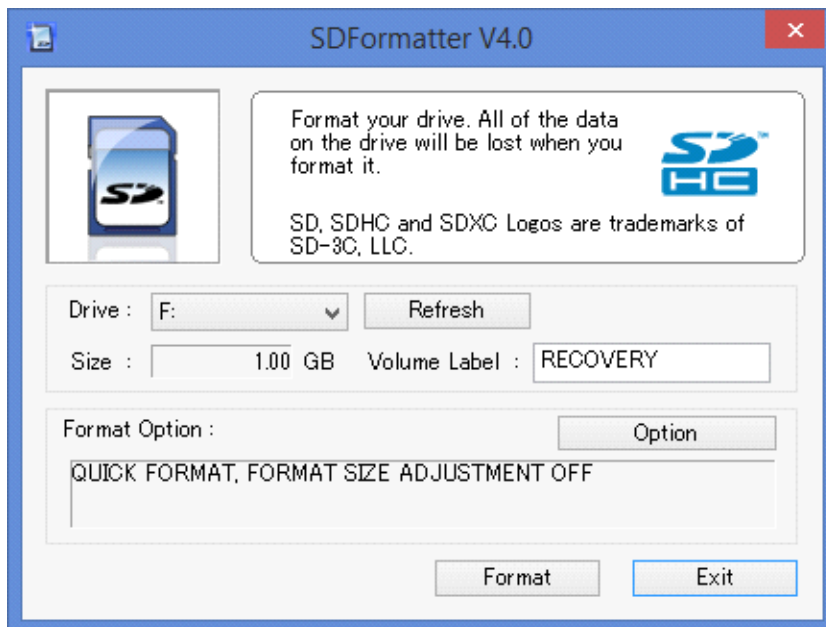 SDFormatter V4.0
Format your drive. All of the data
on the drive will be lost when you
format it.
SD, SDHC and SDXC Logos are trademarks of
SD-3C, LLC.
SD
SD
HC
TM
Drive :
F:
Refresh
Size :
1.00 GB
Volume Label :
RECOVERY
Format Option :
Option
QUICK FORMAT, FORMAT SIZE ADJUSTMENT OFF
Format
Exit